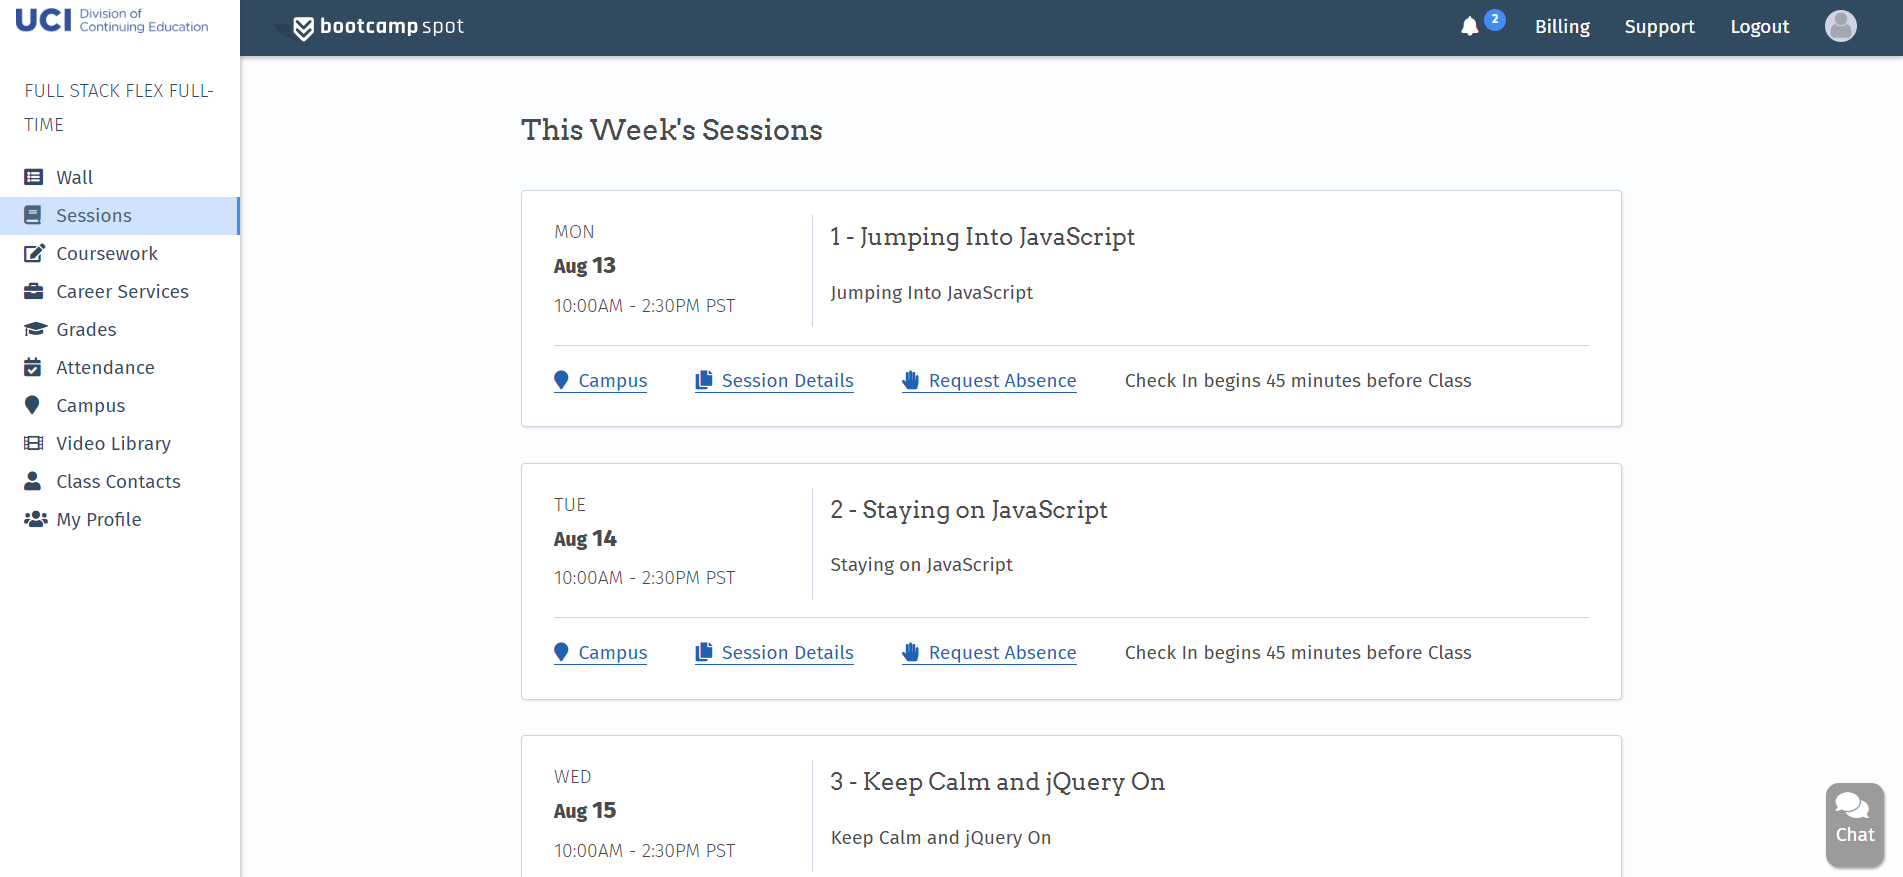 UCI Division of
Continuing Education
bootcamp spot
2
Billing
Support
Logout
FULL STACK FLEX FULL-
TIME
Wall
Sessions
Coursework
Career Services
Grades
Attendance
Campus
Video Library
Class Contacts
My Profile
This Week's Sessions
MON
Aug 13
10:00AM - 2:30PM PST
1 - Jumping Into JavaScript
Jumping Into JavaScript
Campus
Session Details
Request Absence
Check In begins 45 minutes before Class
TUE
Aug 14
10:00AM - 2:30PM PST
2 - Staying on JavaScript
Staying on JavaScript
Campus
Session Details
Request Absence
Check In begins 45 minutes before Class
WED
Aug 15
10:00AM - 2:30PM PST
3 - Keep Calm and jQuery On
Keep Calm and jQuery On
Chat